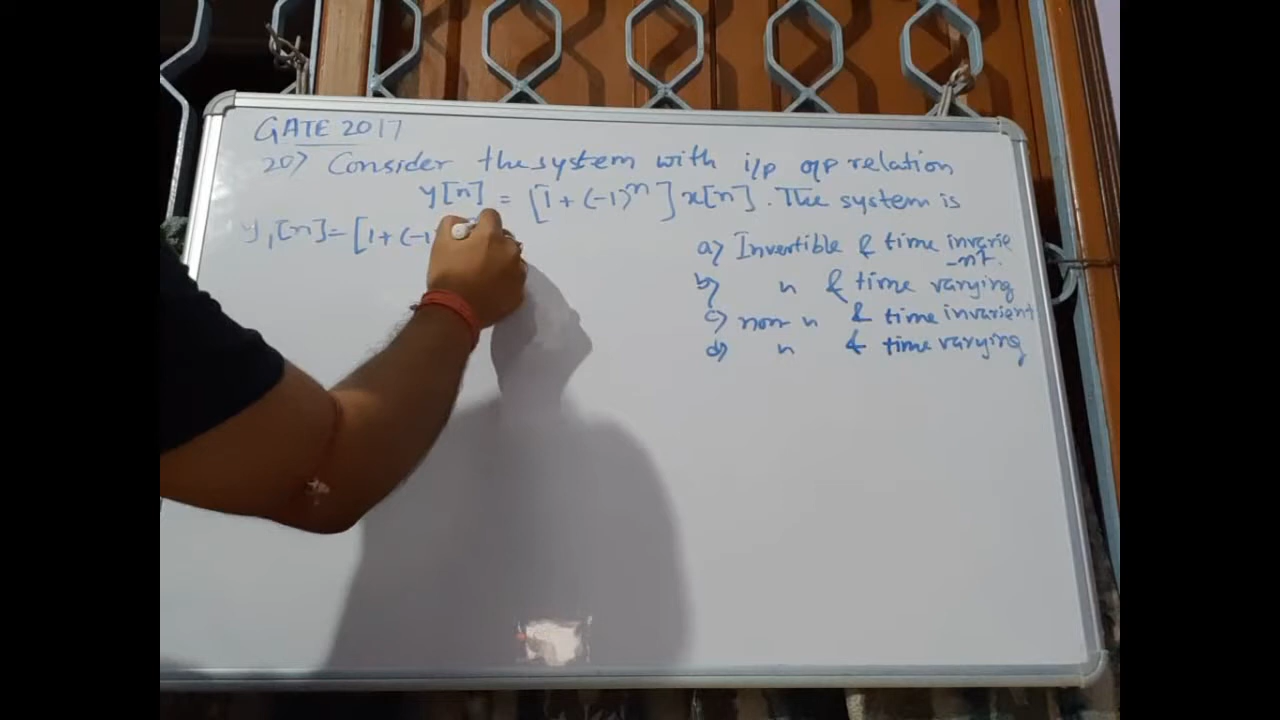 GATE 2017
20) Consider the system with i/p o/p relation
y[n] = [1 + (-1)^n] x[n]. The system is
y₁[n] = [1 + (-1
a) Invertible & time invarie
-nt.
b) " & time varying
c) non " & time invarient
d) " & time varying